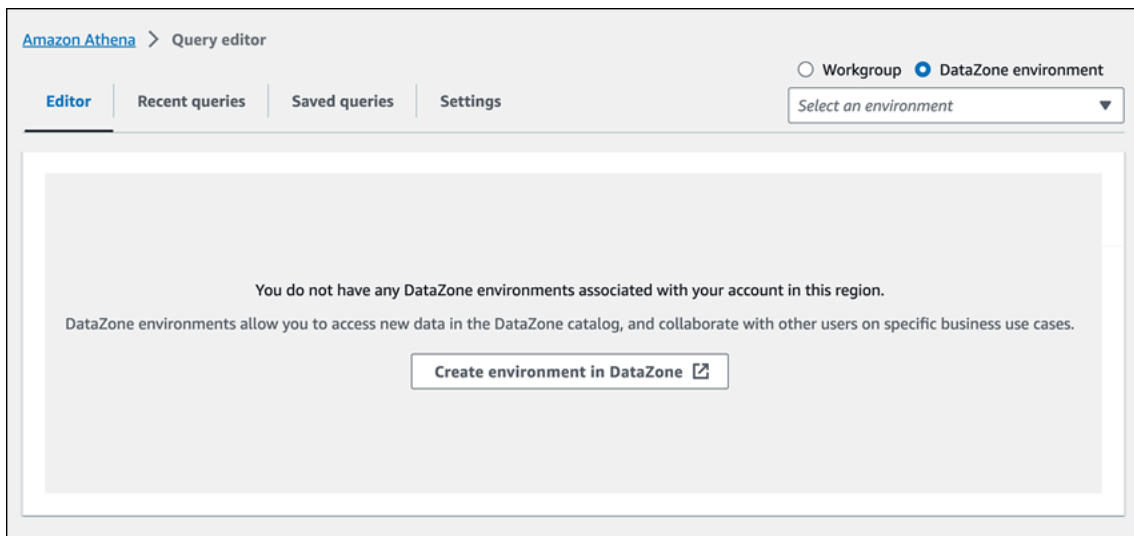 Amazon Athena > Query editor
Workgroup DataZone environment
Editor Recent queries Saved queries Settings
Select an environment
You do not have any DataZone environments associated with your account in this region.
DataZone environments allow you to access new data in the DataZone catalog, and collaborate with other users on specific business use cases.
Create environment in DataZone